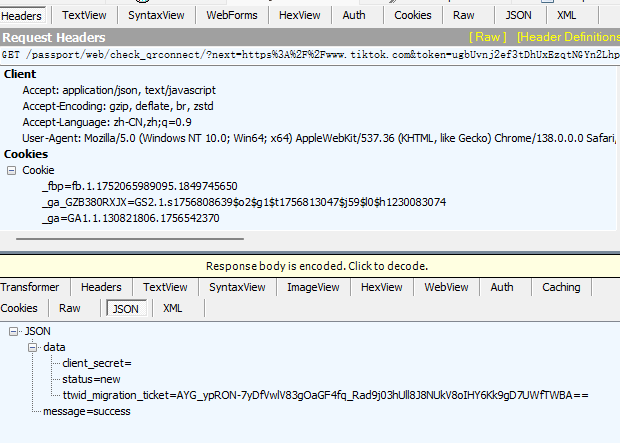 Headers TextView SyntaxView WebForms HexView Auth Cookies Raw JSON XML
Request Headers [ Raw ] [Header Definitions
GET /passport/web/check_qrconnect/?next=https%3A%2F%2Fwww.tiktok.com&token=ugbUvnj2ef3tDhUxEzqtNGYn2Lhp
Client
Accept: application/json, text/javascript
Accept-Encoding: gzip, deflate, br, zstd
Accept-Language: zh-CN,zh;q=0.9
User-Agent: Mozilla/5.0 (Windows NT 10.0; Win64; x64) AppleWebKit/537.36 (KHTML, like Gecko) Chrome/138.0.0.0 Safari,
Cookies
Cookie
_fbp=fb.1.1752065989095.1849745650
_ga_GZB380RXJX=GS2.1.s1756808639$o2$g1$t1756813047$j59$l0$h1230083074
_ga=GA1.1.130821806.1756542370
Response body is encoded. Click to decode.
Transformer Headers TextView SyntaxView ImageView HexView WebView Auth Caching
Cookies Raw JSON XML
JSON
data
client_secret=
status=new
ttwid_migration_ticket=AYG_ypRON-7yDfVwlV83gOaGF4fq_Rad9j03hUll8J8NUkV8oIHY6Kk9gD7UWfTWBA==
message=success